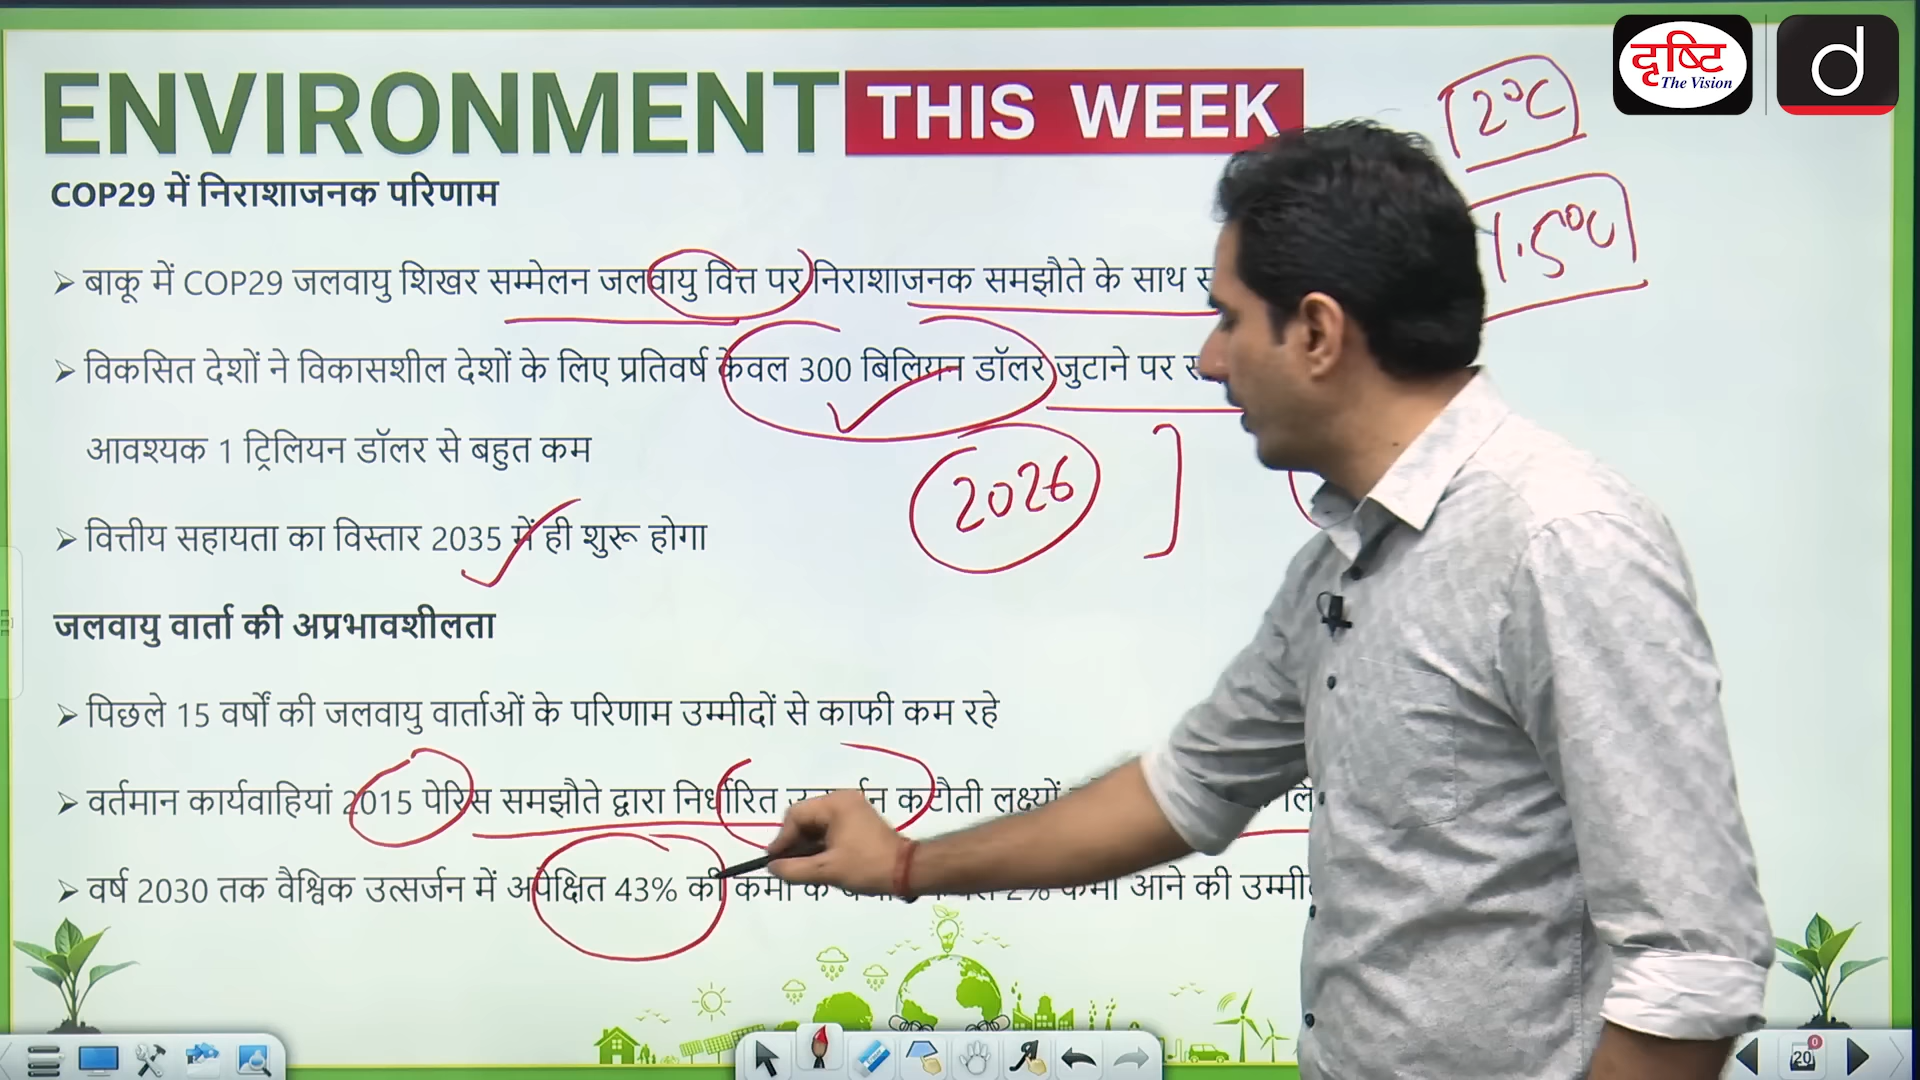 दृष्टि
The Vision
d
ENVIRONMENT THIS WEEK
2°C
1.5°C
COP29 में निराशाजनक परिणाम
➢ बाकू में COP29 जलवायु शिखर सम्मेलन जलवायु वित्त पर निराशाजनक समझौते के साथ
➢ विकसित देशों ने विकासशील देशों के लिए प्रतिवर्ष केवल 300 बिलियन डॉलर जुटाने पर
आवश्यक 1 ट्रिलियन डॉलर से बहुत कम
2026
➢ वित्तीय सहायता का विस्तार 2035 में ही शुरू होगा
जलवायु वार्ता की अप्रभावशीलता
➢ पिछले 15 वर्षों की जलवायु वार्ताओं के परिणाम उम्मीदों से काफी कम रहे
➢ वर्तमान कार्यवाहियां 2015 पेरिस समझौते द्वारा निर्धारित कटौती लक्ष्यों
➢ वर्ष 2030 तक वैश्विक उत्सर्जन में अपेक्षित 43% की कमी के 2% कमी आने की
20
0